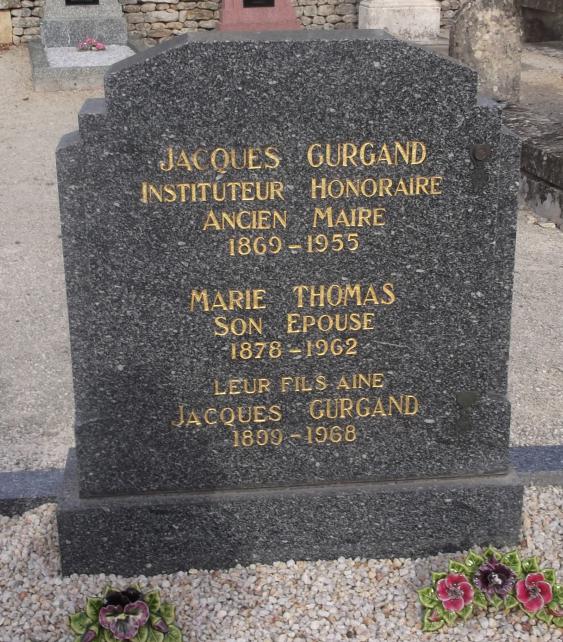 JACQUES GURGAND
INSTITUTEUR HONORAIRE
ANCIEN MAIRE
1869 - 1955
MARIE THOMAS
SON EPOUSE
1878 - 1962
LEUR FILS AINE
JACQUES GURGAND
1899 - 1968